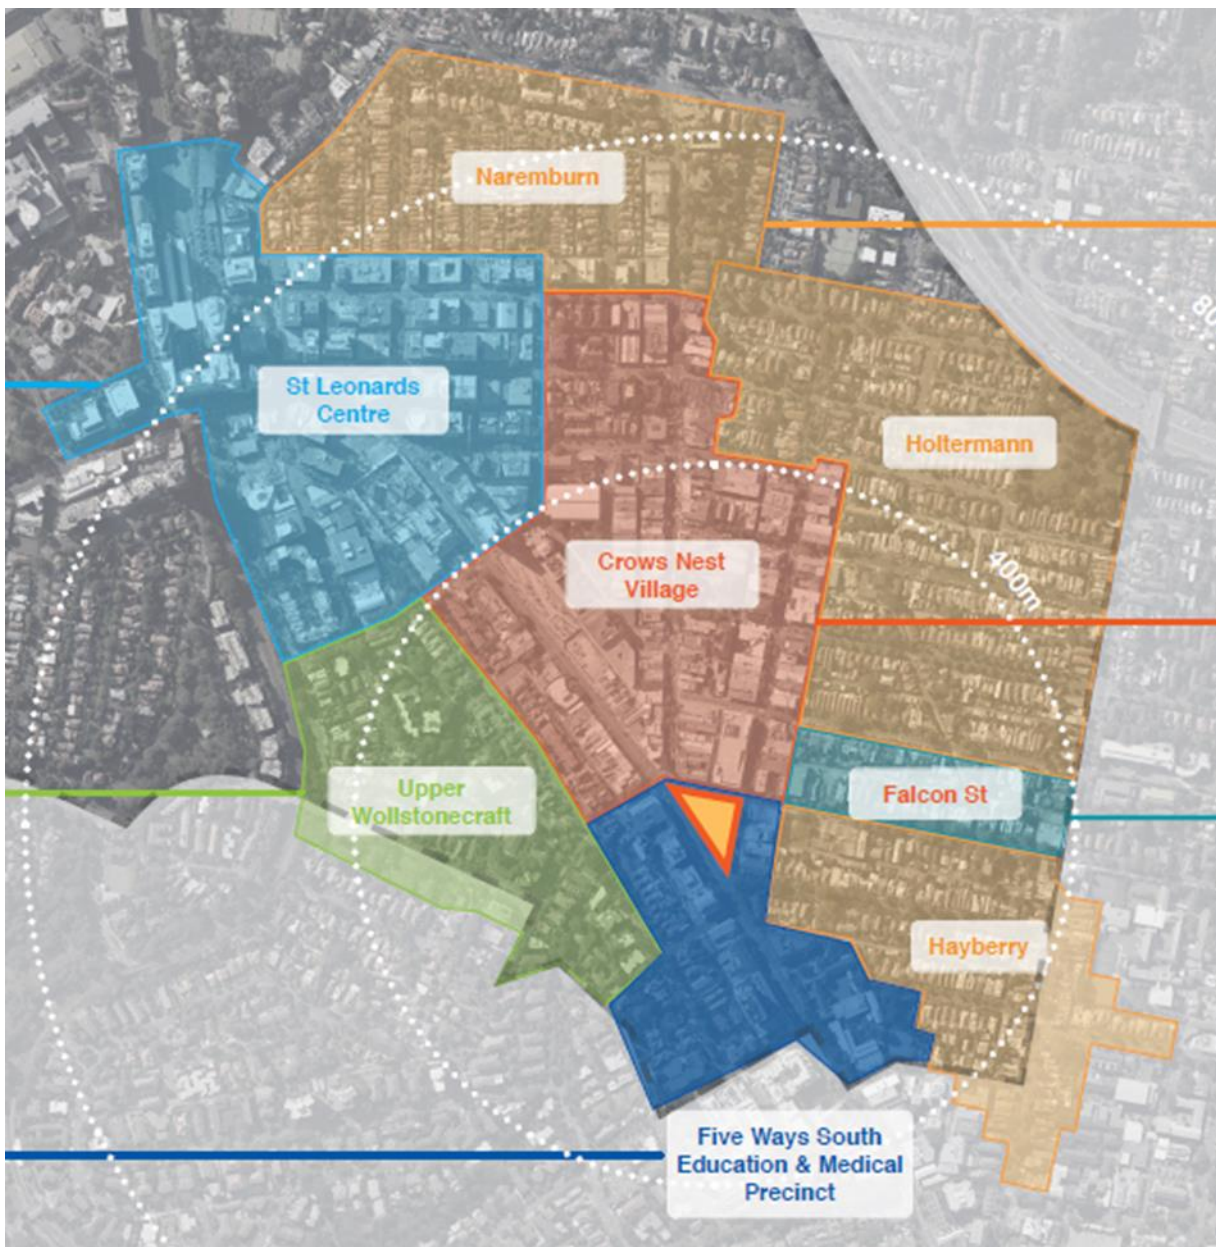 Naremburn
80
St Leonards
Centre
Holtermann
Crows Nest
Village
400m
Upper
Wollstonecraft
Falcon St
Hayberry
Five Ways South
Education & Medical
Precinct